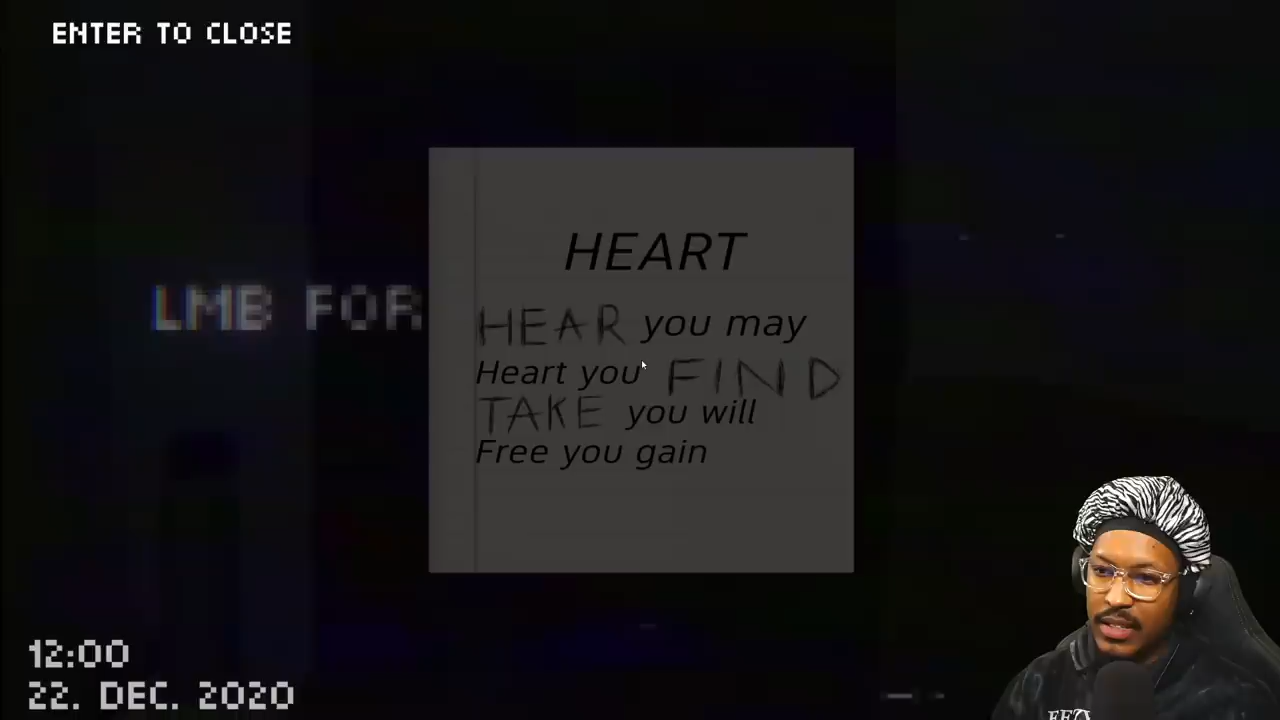 ENTER TO CLOSE
HEART
HEAR you may
LMB FOR
Heart you FIND
TAKE you will
Free you gain
12:00
22. DEC. 2020